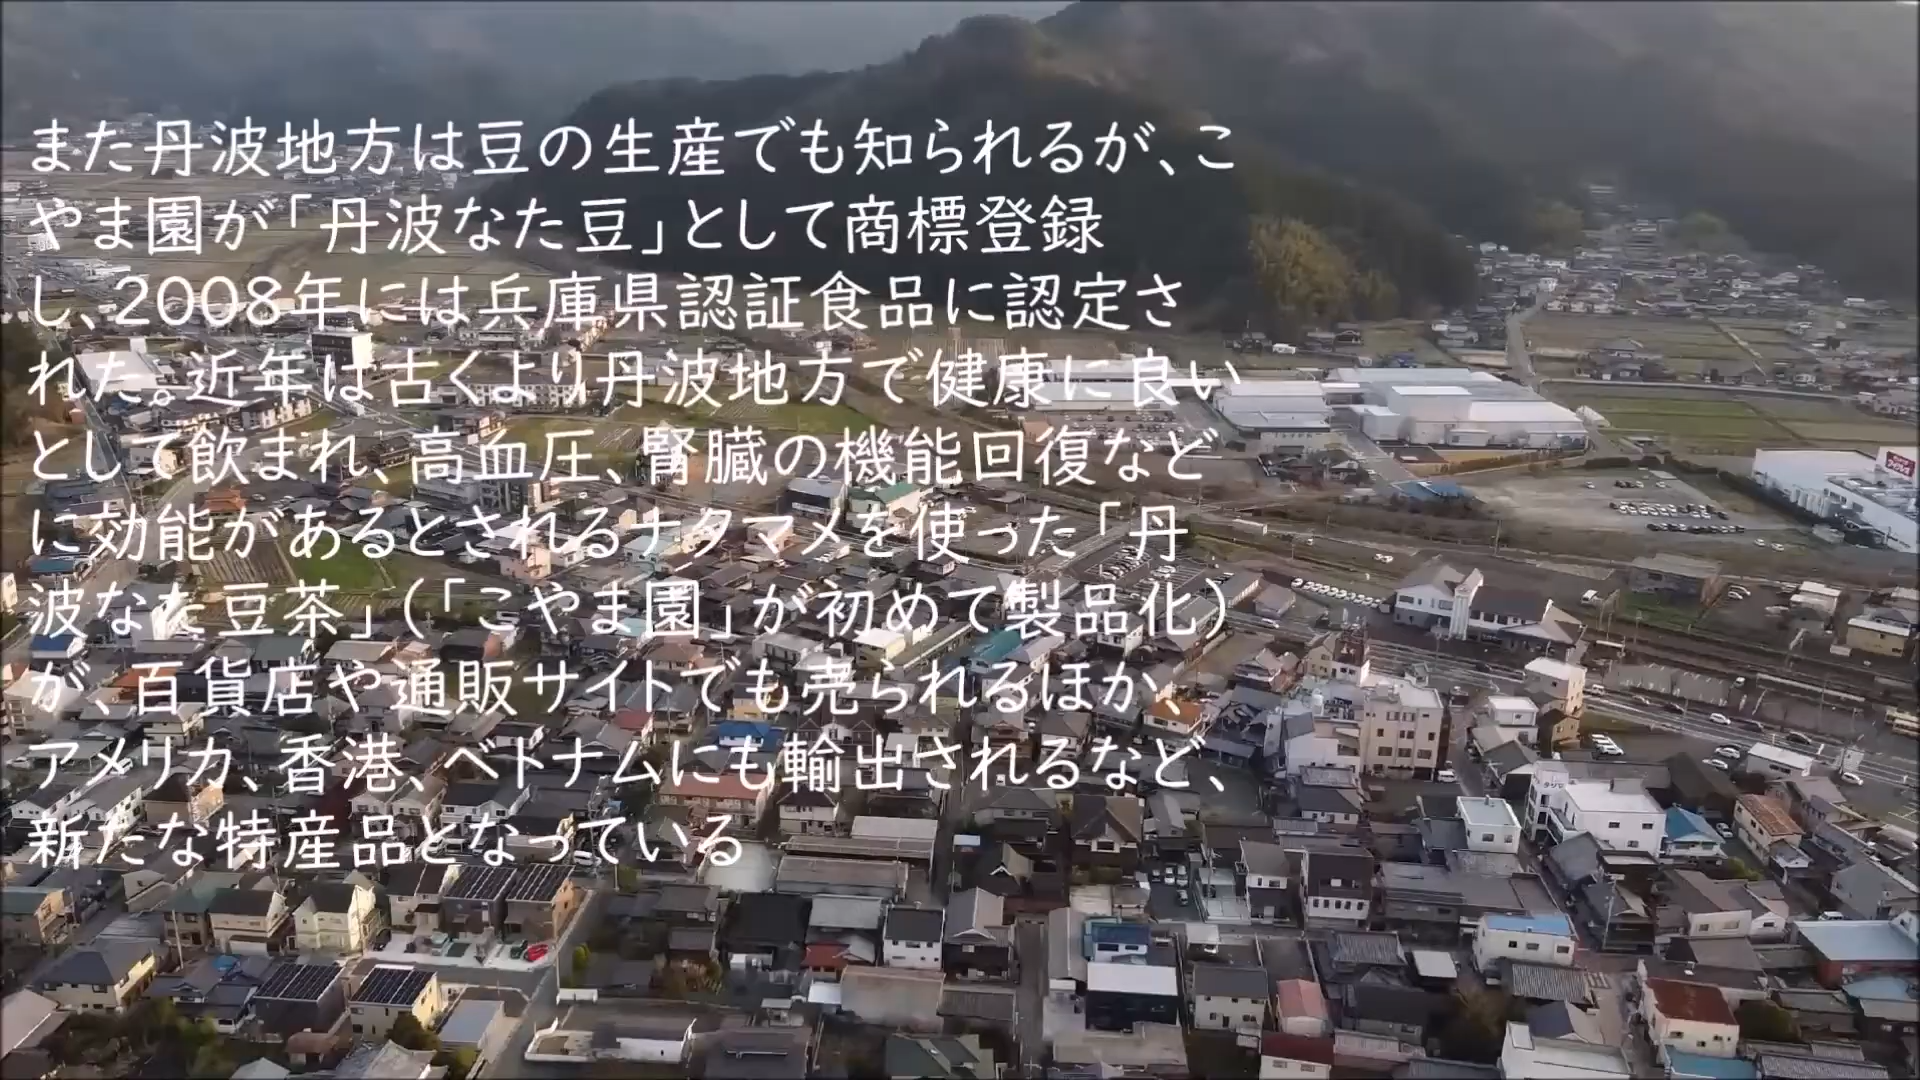 また丹波地方は豆の生産でも知られるが、こ
やま園が「丹波なた豆」として商標登録
し、2008年には兵庫県認証食品に認定さ
れた。近年は古くより丹波地方で健康に良い
として飲まれ、高血圧、腎臓の機能回復など
に効能があるとされるナタマメを使った「丹
波なた豆茶」(「こやま園」が初めて製品化)
が、百貨店や通販サイトでも売られるほか、
アメリカ、香港、ベトナムにも輸出されるなど、
新たな特産品となっている